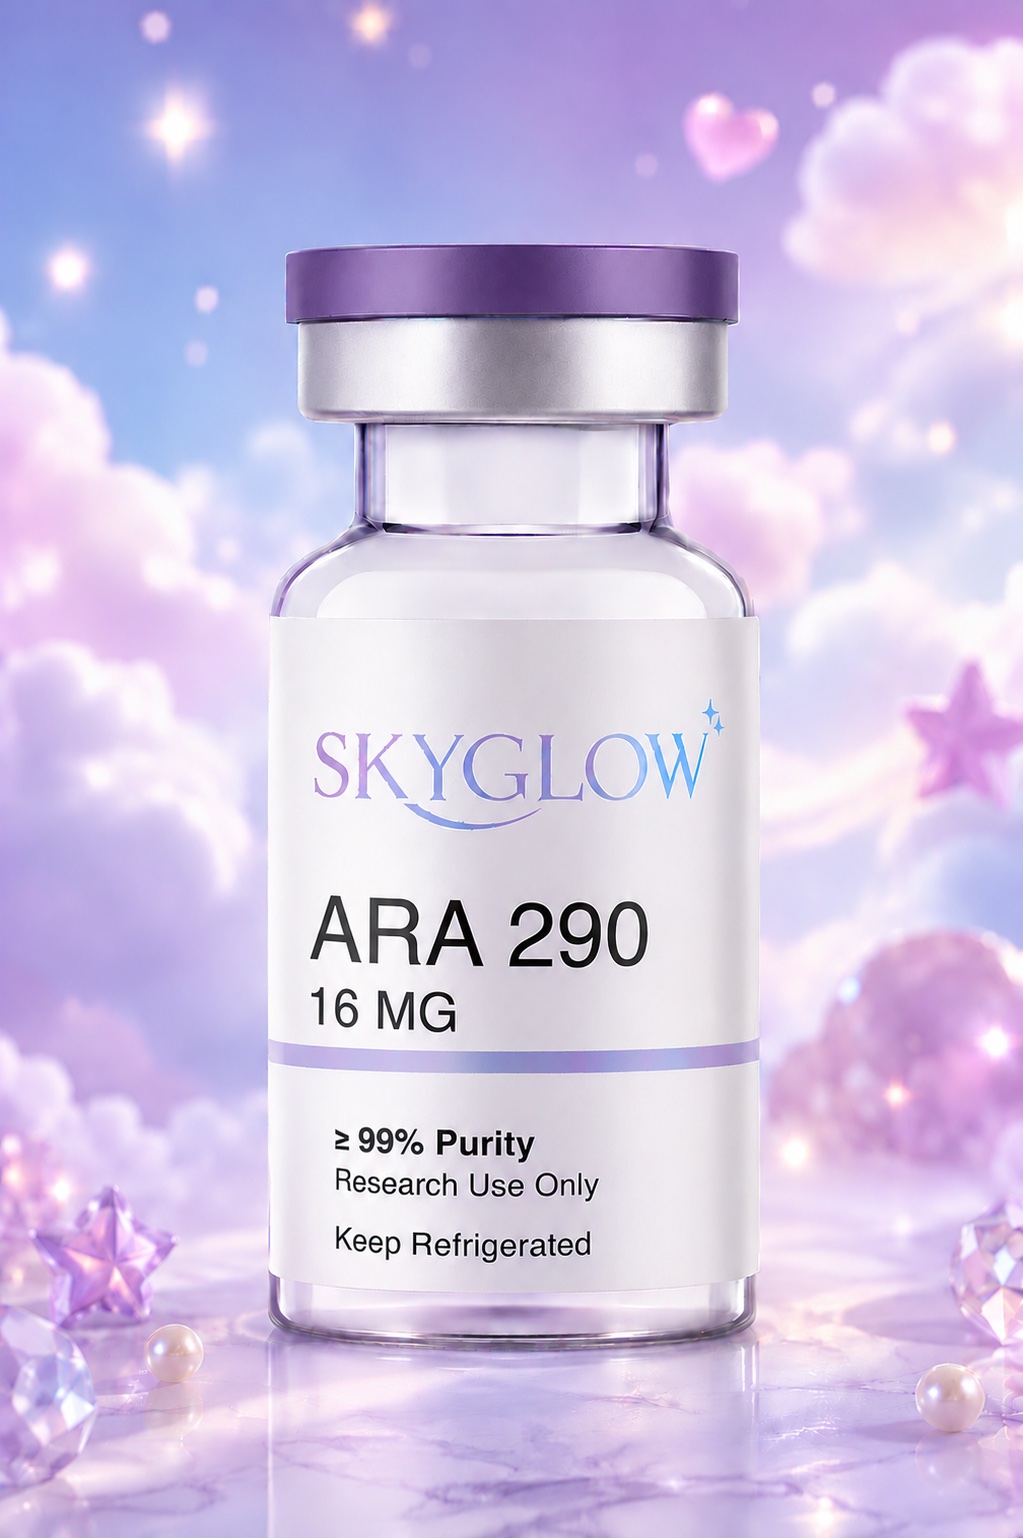 SKYGLOW
ARA 290
16 MG
≥ 99% Purity
Research Use Only
Keep Refrigerated